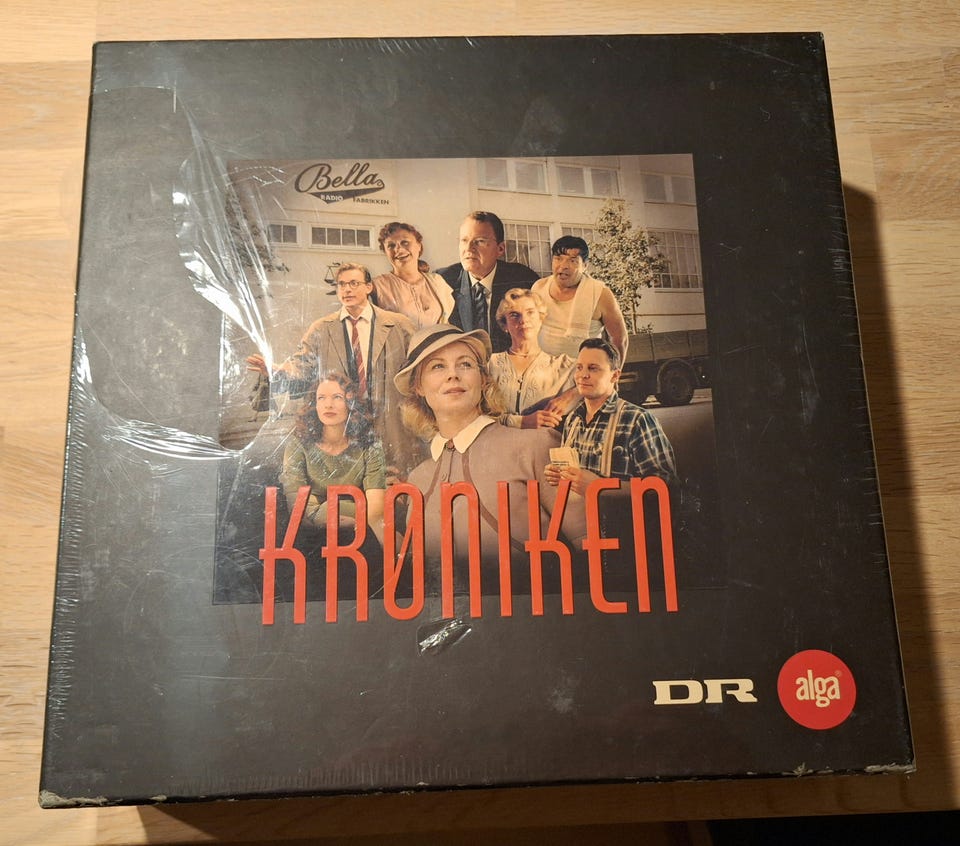 Bella
RADIO FABRIKKEN
KRØNIKEN
DR alga®